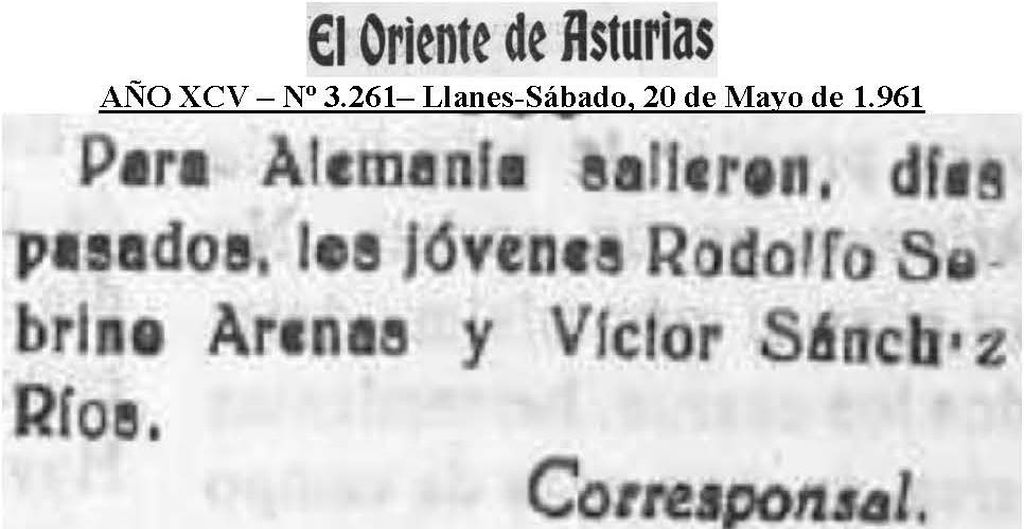 El Oriente de Asturias
AÑO XCV – Nº 3.261– Llanes-Sábado, 20 de Mayo de 1.961
Para Alemania salieron, días
pasados, los jóvenes Rodolfo So-
brino Arenas y Víctor Sánchez
Ríos.
Corresponsal.